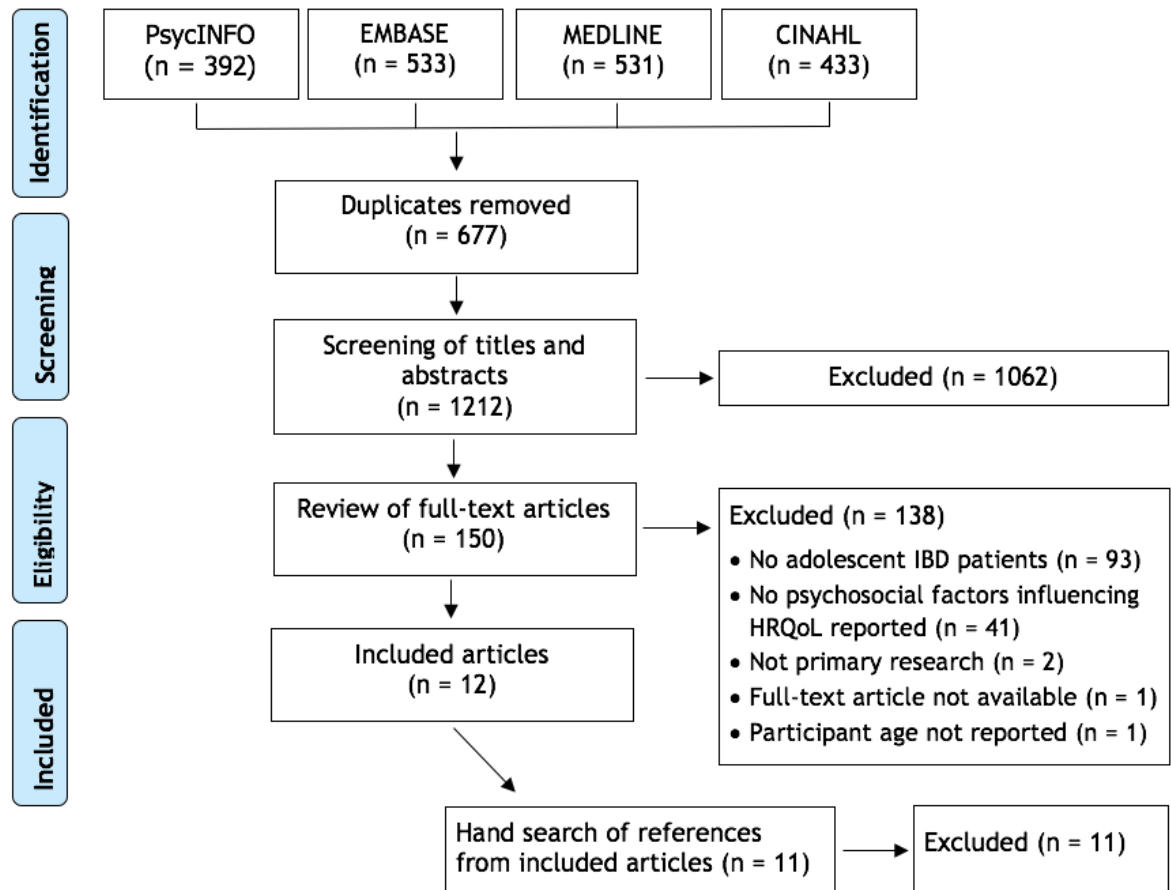 Identification
PsycINFO
(n = 392)
EMBASE
(n = 533)
MEDLINE
(n = 531)
CINAHL
(n = 433)
Duplicates removed
(n = 677)
Screening
Screening of titles and
abstracts
(n = 1212)
Excluded (n = 1062)
Eligibility
Review of full-text articles
(n = 150)
Excluded (n = 138)
• No adolescent IBD patients (n = 93)
• No psychosocial factors influencing
HRQoL reported (n = 41)
• Not primary research (n = 2)
• Full-text article not available (n = 1)
• Participant age not reported (n = 1)
Included
Included articles
(n = 12)
Hand search of references
from included articles (n = 11)
Excluded (n = 11)